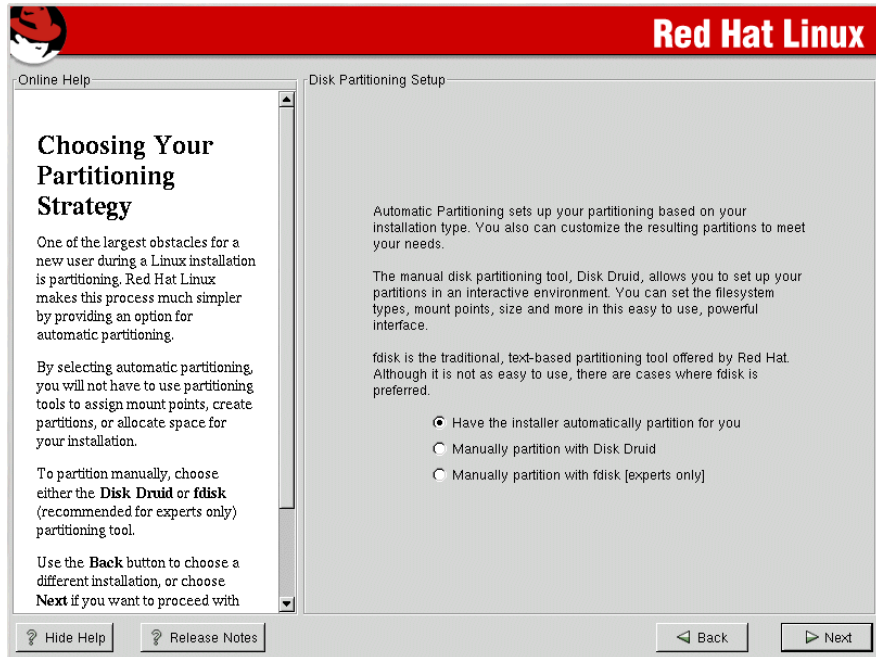 Red Hat Linux
Online Help
Choosing Your
Partitioning
Strategy
One of the largest obstacles for a
new user during a Linux installation
is partitioning. Red Hat Linux
makes this process much simpler
by providing an option for
automatic partitioning.
By selecting automatic partitioning,
you will not have to use partitioning
tools to assign mount points, create
partitions, or allocate space for
your installation.
To partition manually, choose
either the Disk Druid or fdisk
(recommended for experts only)
partitioning tool.
Use the Back button to choose a
different installation, or choose
Next if you want to proceed with
Disk Partitioning Setup
Automatic Partitioning sets up your partitioning based on your
installation type. You also can customize the resulting partitions to meet
your needs.
The manual disk partitioning tool, Disk Druid, allows you to set up your
partitions in an interactive environment. You can set the filesystem
types, mount points, size and more in this easy to use, powerful
interface.
fdisk is the traditional, text-based partitioning tool offered by Red Hat.
Although it is not as easy to use, there are cases where fdisk is
preferred.
Have the installer automatically partition for you
Manually partition with Disk Druid
Manually partition with fdisk [experts only]
? Hide Help
? Release Notes
Back
Next